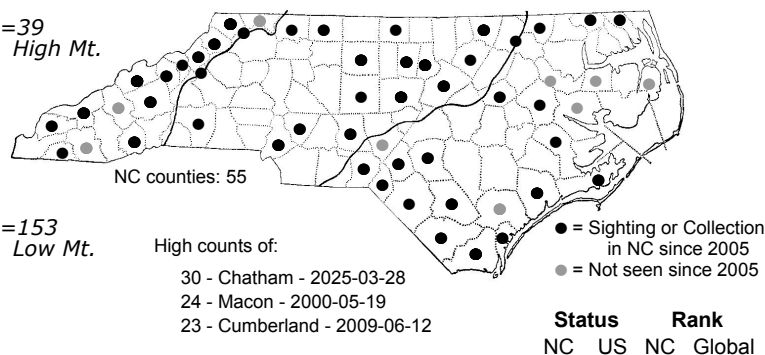 =39
High Mt.
NC counties: 55
=153
Low Mt.
High counts of:
30 - Chatham - 2025-03-28
24 - Macon - 2000-05-19
23 - Cumberland - 2009-06-12
= Sighting or Collection
in NC since 2005
= Not seen since 2005
Status Rank
NC US NC Global